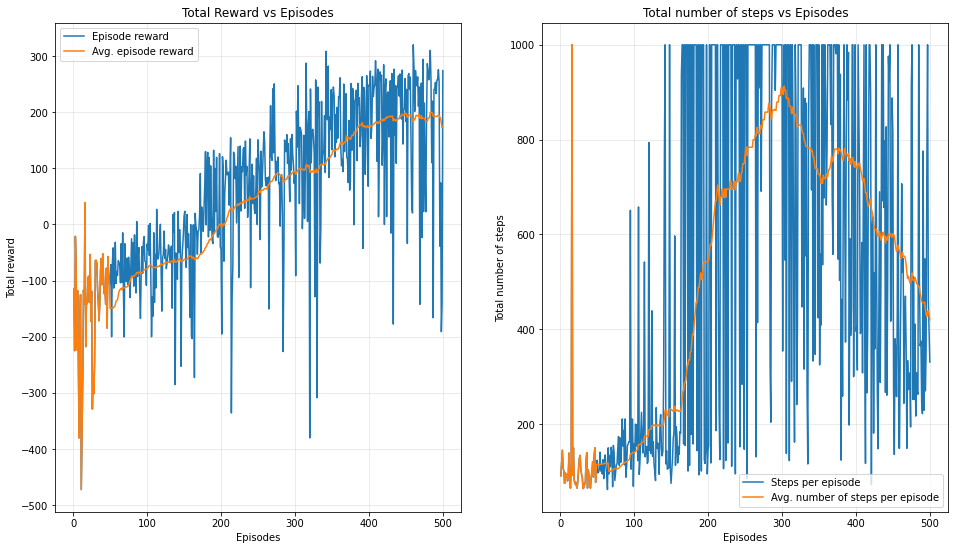 Total Reward vs Episodes
Episode reward
Avg. episode reward
300
200
100
0
−100
−200
−300
−400
−500
Total reward
0
100
200
300
400
500
Episodes
Total number of steps vs Episodes
1000
800
600
400
200
Total number of steps
Steps per episode
Avg. number of steps per episode
0
100
200
300
400
500
Episodes